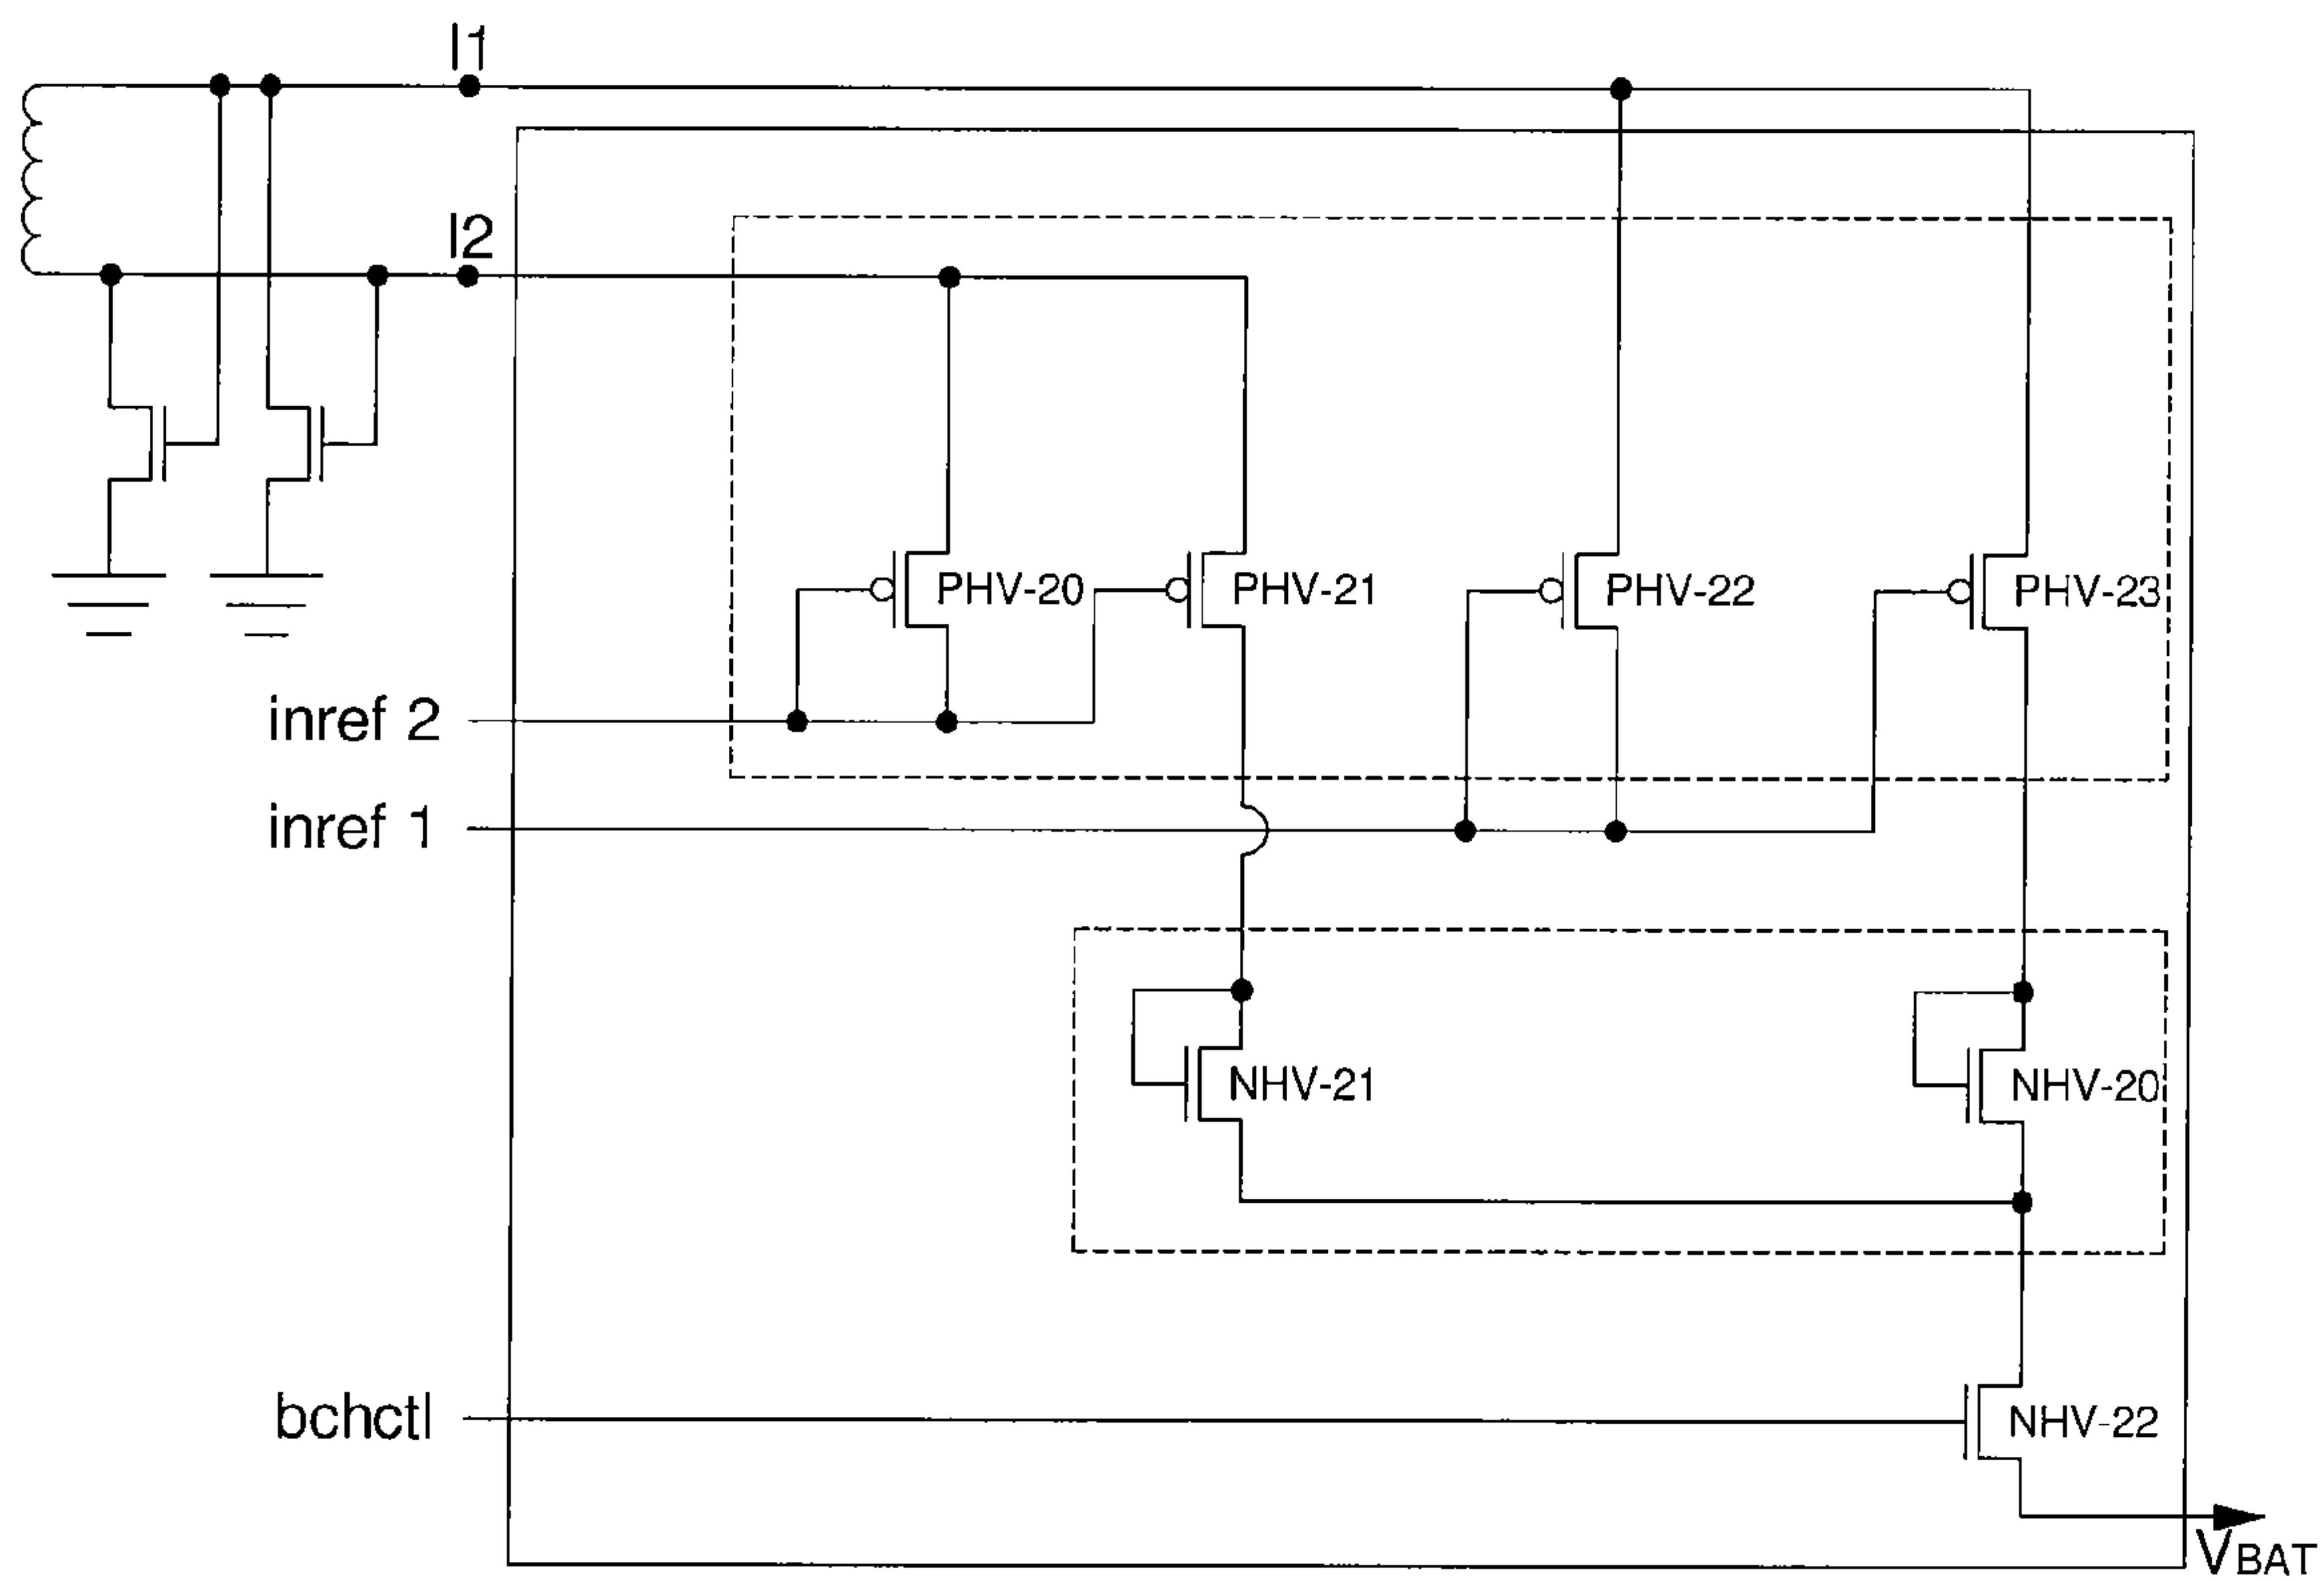 l1
l2
PHV-20
PHV-21
PHV-22
PHV-23
inref 2
inref 1
NHV-21
NHV-20
bchctl
NHV-22
VBAT